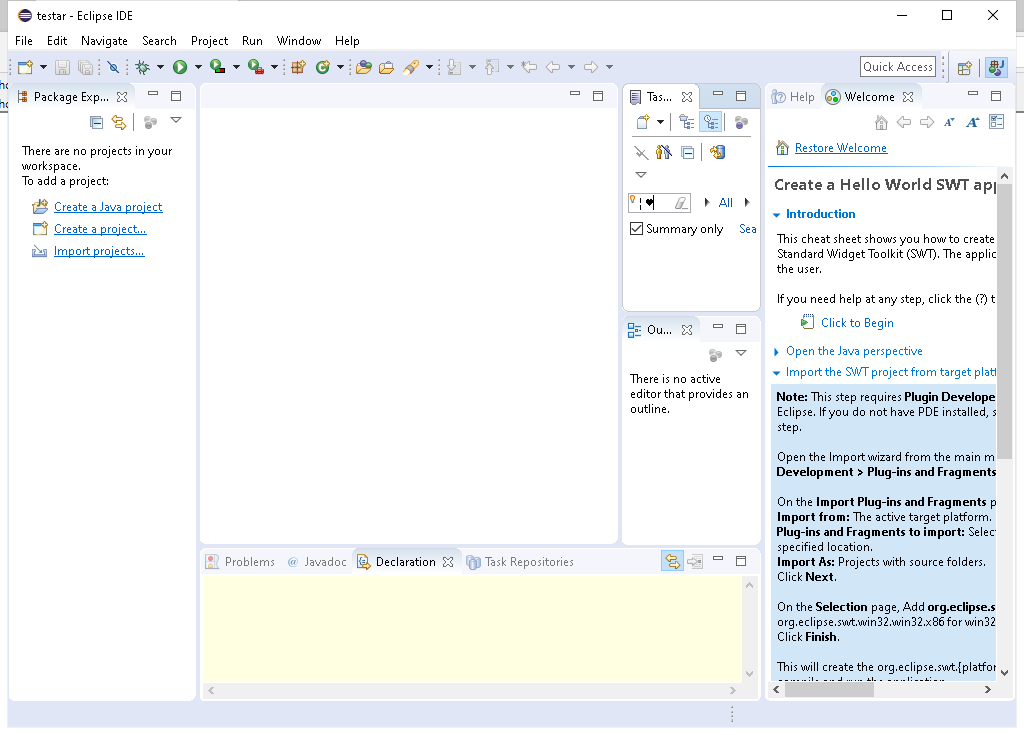 testar - Eclipse IDE
File Edit Navigate Search Project Run Window Help
Quick Access
Package Exp...
There are no projects in your
workspace.
To add a project:
Create a Java project
Create a project...
Import projects...
Tas...
All
Summary only Sea
Ou...
There is no active
editor that provides an
outline.
Problems @ Javadoc Declaration Task Repositories
Help Welcome
Restore Welcome
Create a Hello World SWT app
Introduction
This cheat sheet shows you how to create
Standard Widget Toolkit (SWT). The applic
the user.
If you need help at any step, click the (?) t
Click to Begin
Open the Java perspective
Import the SWT project from target platf
Note: This step requires Plugin Develope
Eclipse. If you do not have PDE installed, s
step.
Open the Import wizard from the main m
Development > Plug-ins and Fragments
On the Import Plug-ins and Fragments p
Import from: The active target platform.
Plug-ins and Fragments to import: Selec
specified location.
Import As: Projects with source folders.
Click Next.
On the Selection page, Add org.eclipse.s
org.eclipse.swt.win32.win32.x86 for win32
Click Finish.
This will create the org.eclipse.swt.{platfor